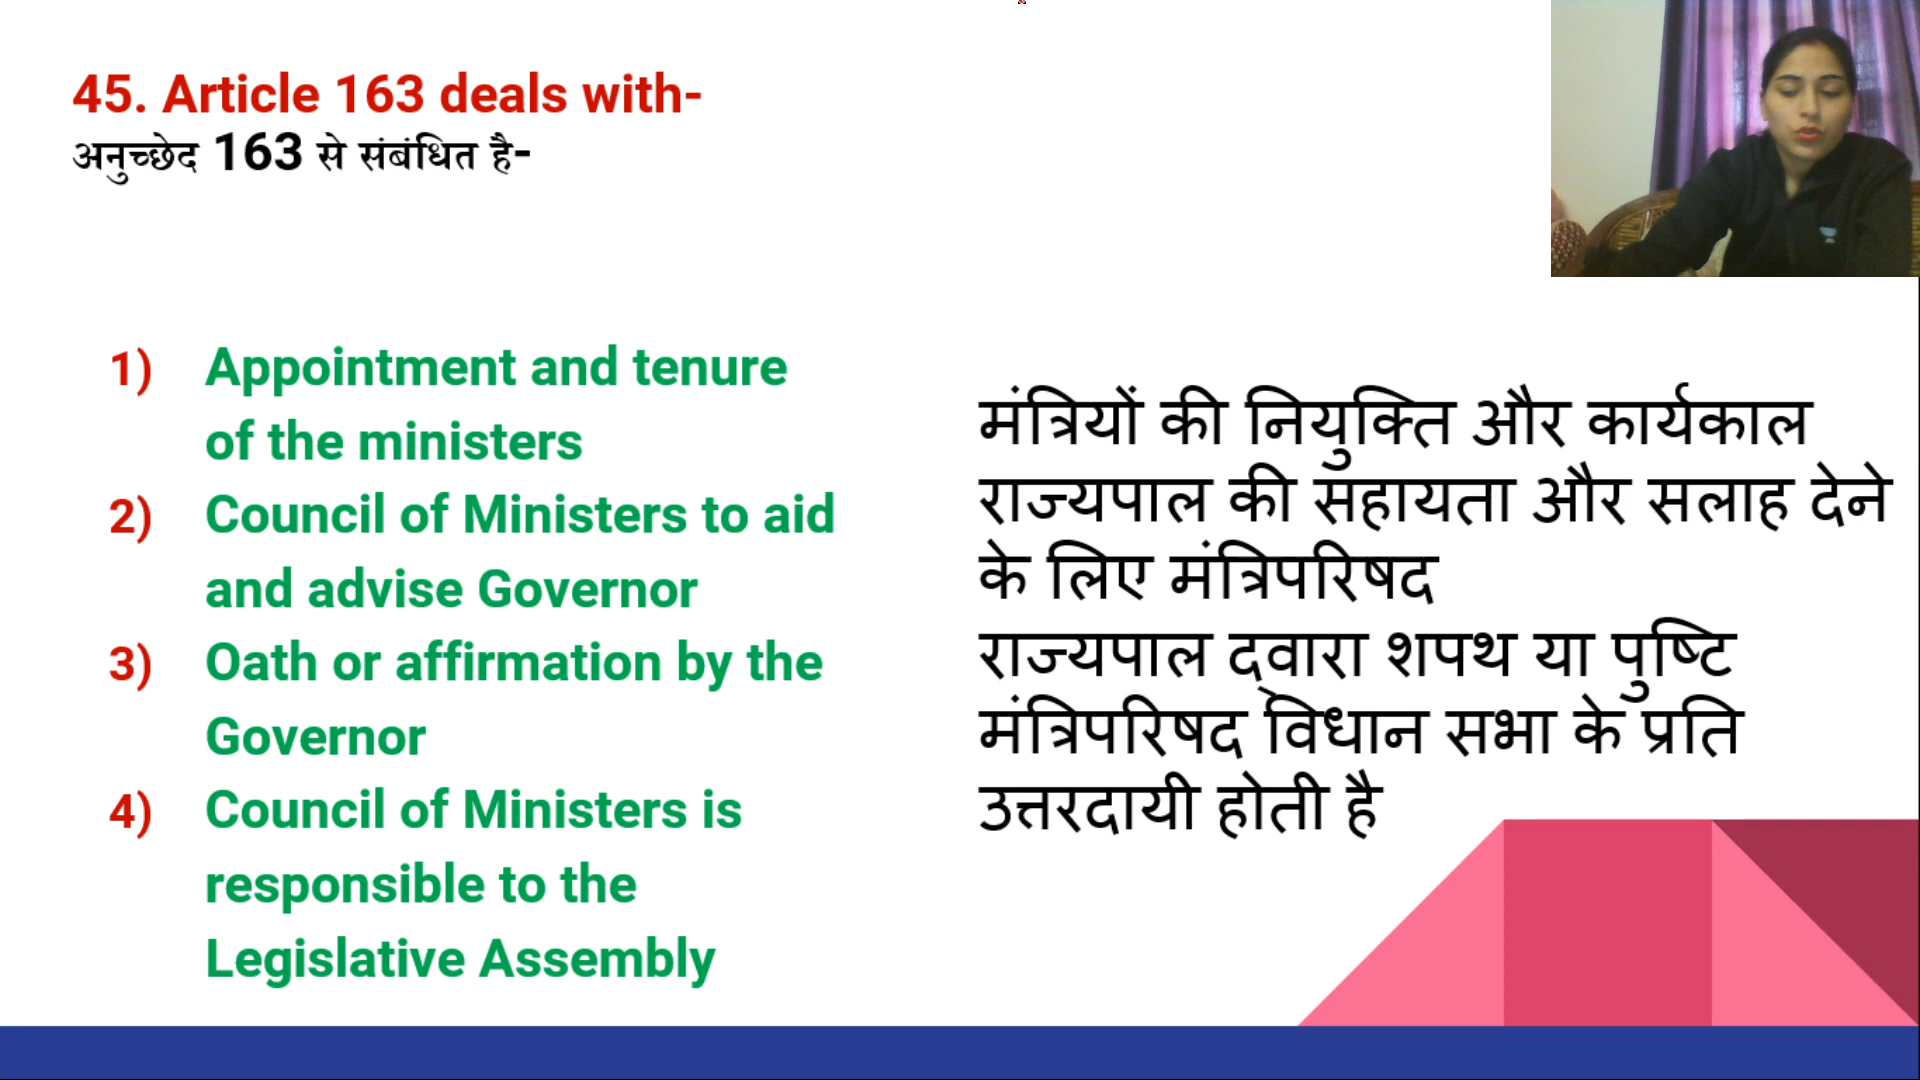 45. Article 163 deals with-
अनुच्छेद 163 से संबंधित है-
1) Appointment and tenure
of the ministers
2) Council of Ministers to aid
and advise Governor
3) Oath or affirmation by the
Governor
4) Council of Ministers is
responsible to the
Legislative Assembly
मंत्रियों की नियुक्ति और कार्यकाल
राज्यपाल की सहायता और सलाह देने
के लिए मंत्रिपरिषद
राज्यपाल द्वारा शपथ या पुष्टि
मंत्रिपरिषद विधान सभा के प्रति
उत्तरदायी होती है